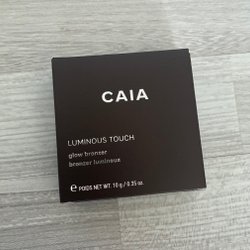 CAIA
LUMINOUS TOUCH
glow bronzer
bronzer lumineux
℮ POIDS NET WT. 10 g / 0.35 oz.